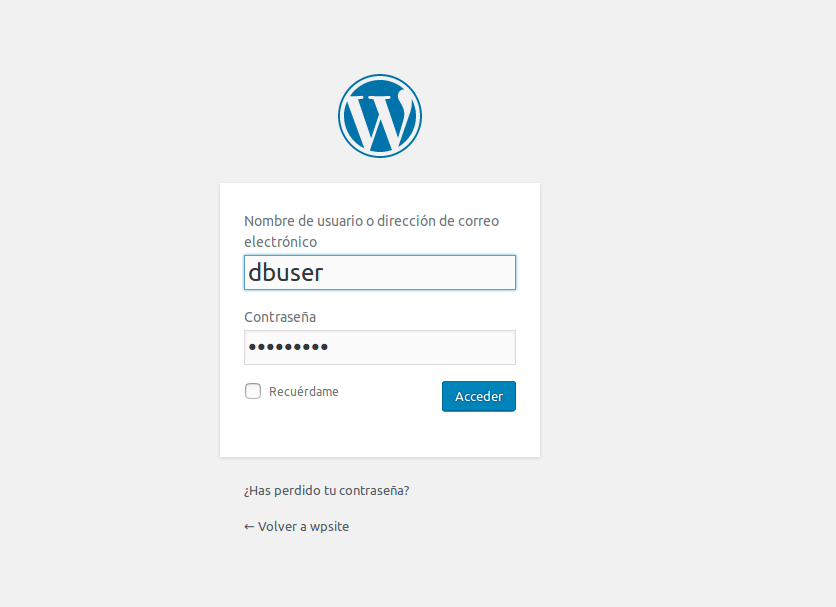 Nombre de usuario o dirección de correo
electrónico
dbuser
Contraseña
•••••••••
Recuérdame
Acceder
¿Has perdido tu contraseña?
← Volver a wpsite